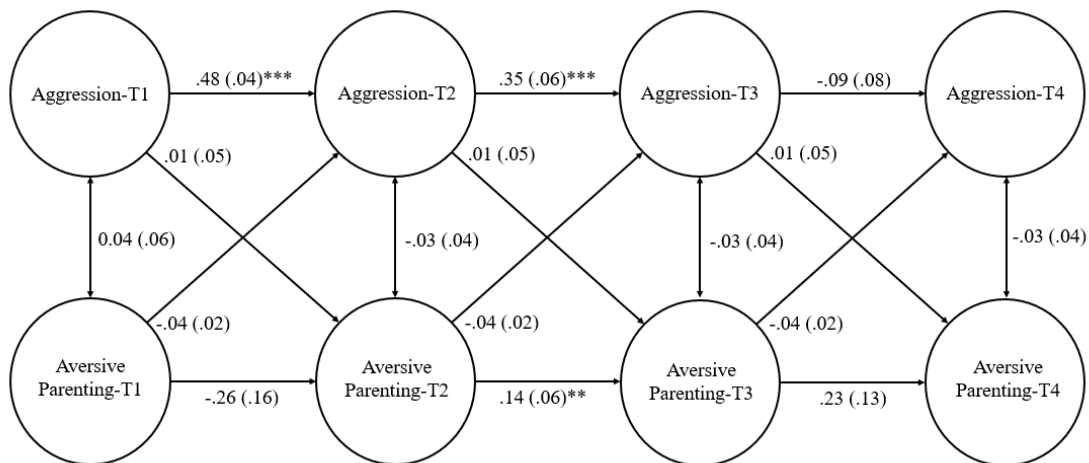 .48 (.04)***
.35 (.06)***
-.09 (.08)
Aggression-T1
Aggression-T2
Aggression-T3
Aggression-T4
.01 (.05)
.01 (.05)
.01 (.05)
0.04 (.06)
-.03 (.04)
-.03 (.04)
-.03 (.04)
-.04 (.02)
-.04 (.02)
-.04 (.02)
Aversive
Parenting-T1
Aversive
Parenting-T2
Aversive
Parenting-T3
Aversive
Parenting-T4
-.26 (.16)
.14 (.06)**
.23 (.13)